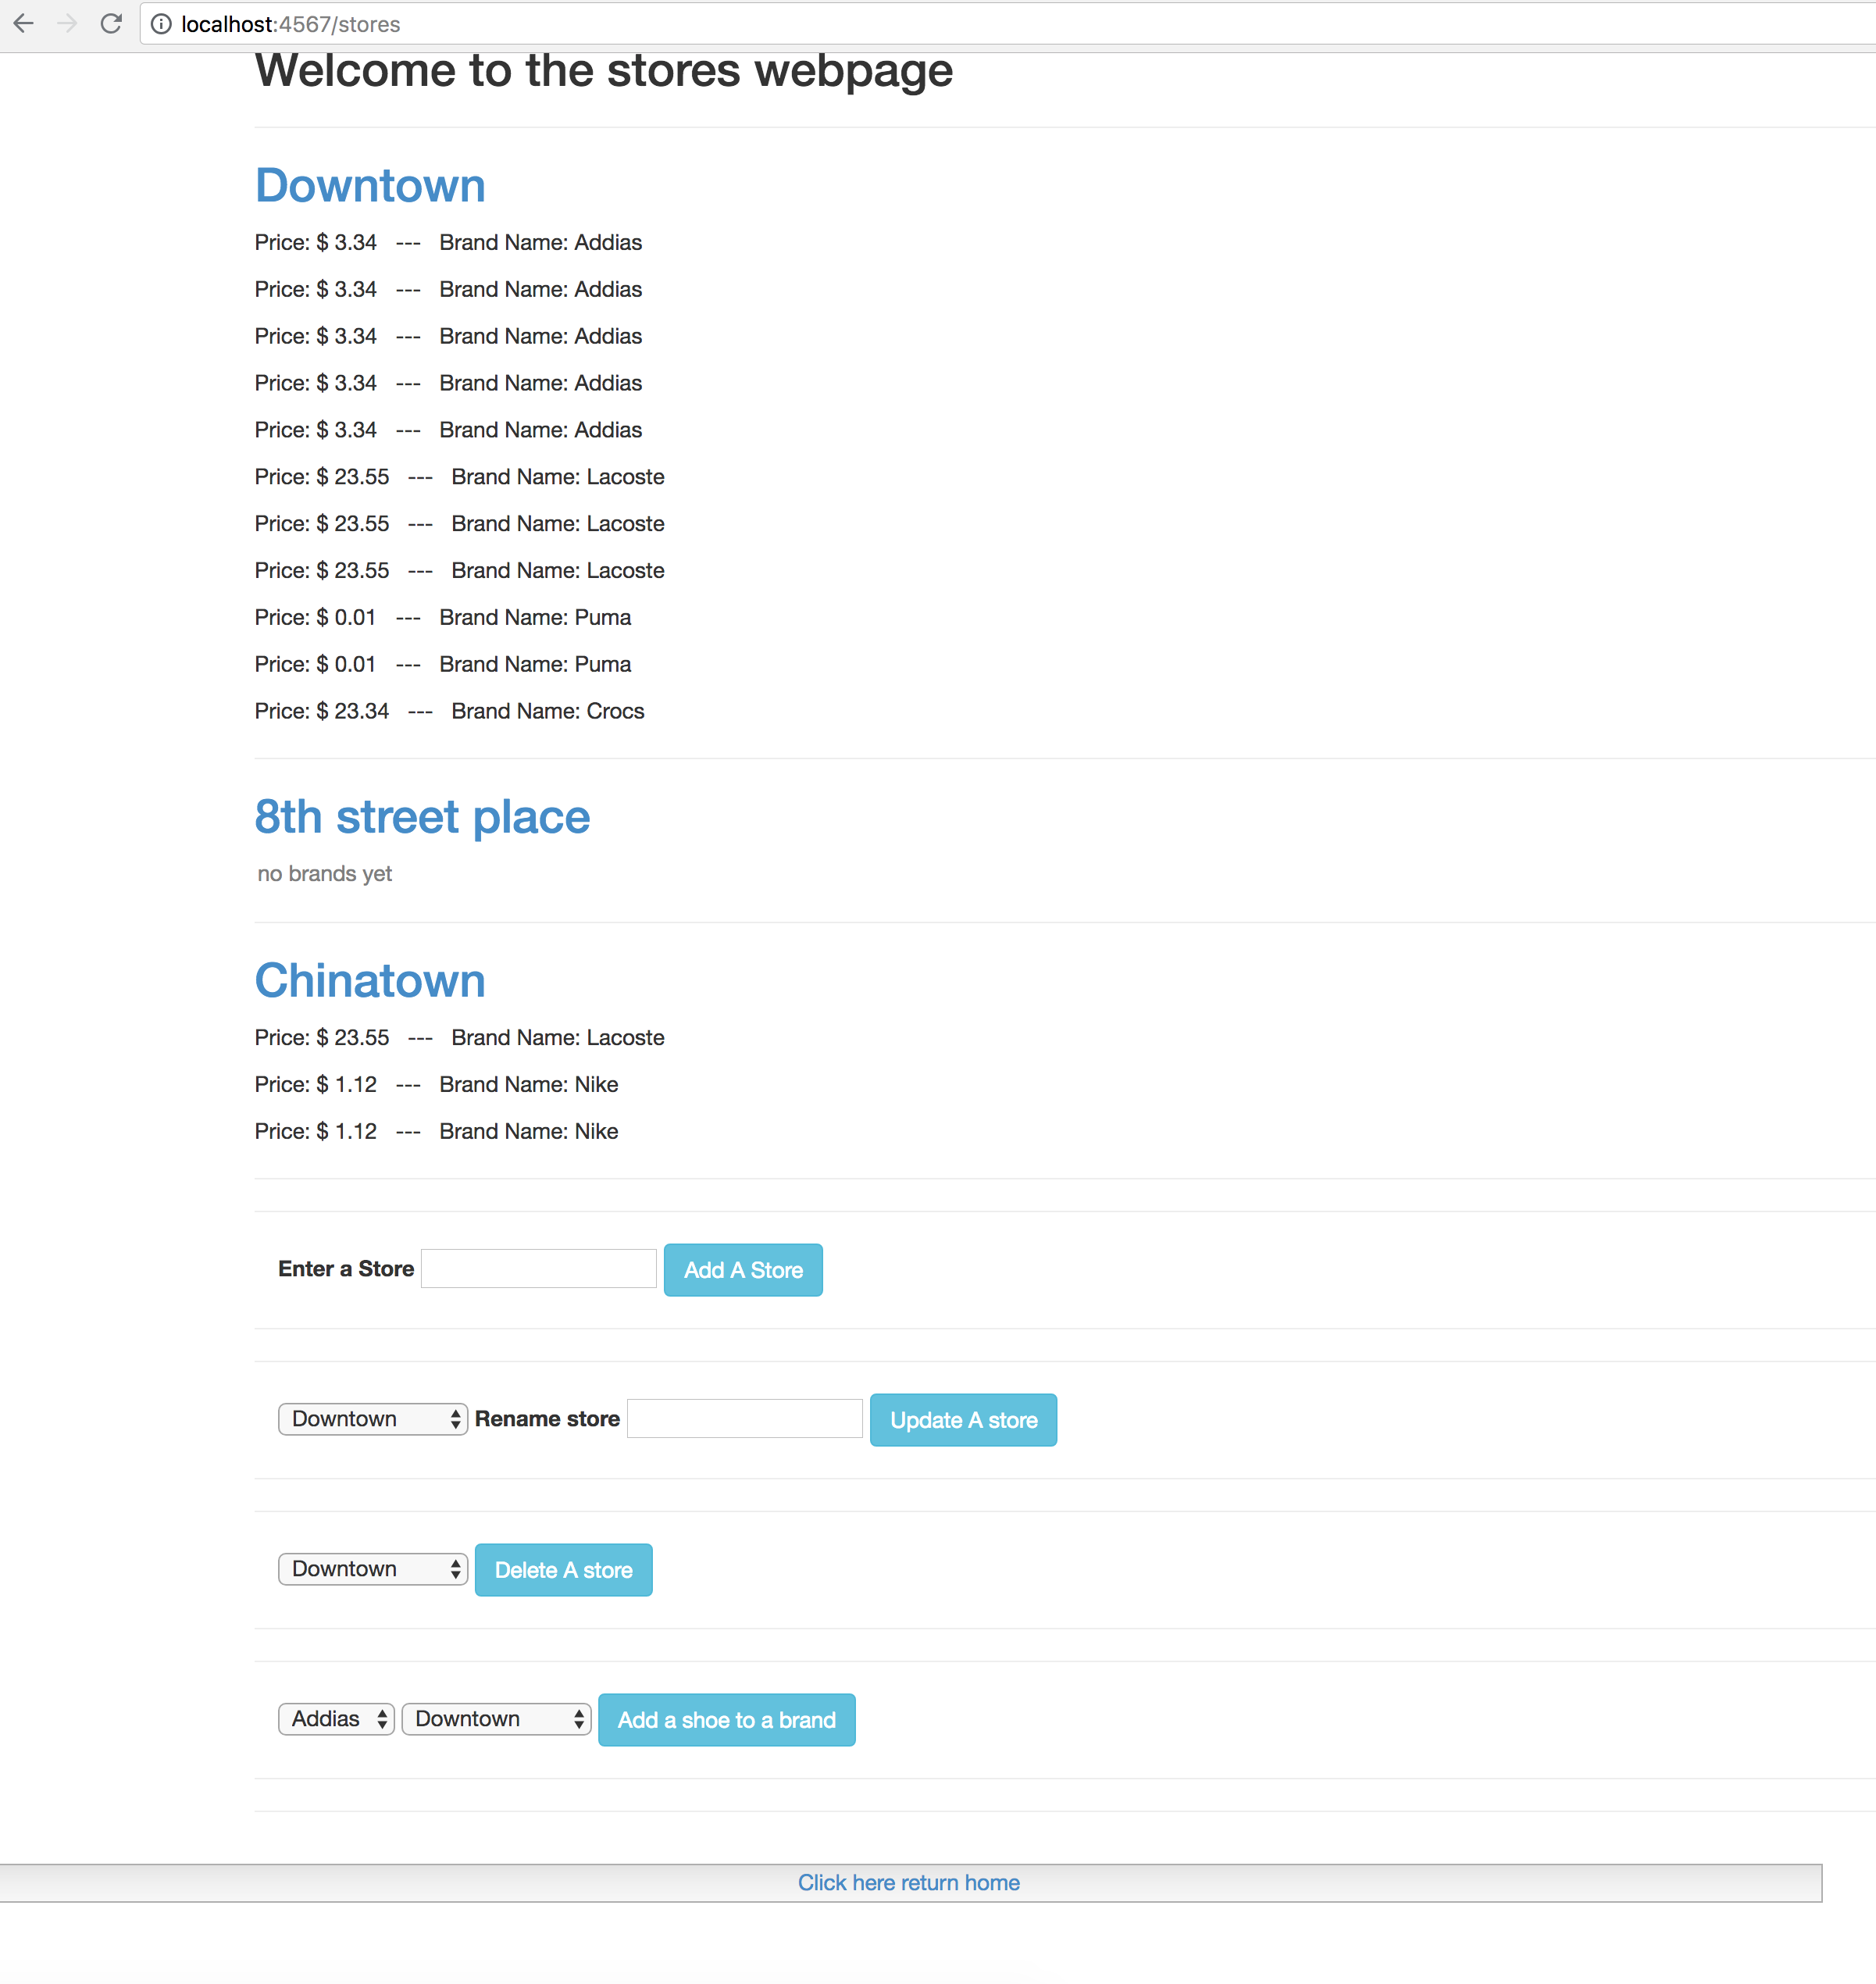 localhost:4567/stores
Welcome to the stores webpage
Downtown
Price: $ 3.34 --- Brand Name: Addias
Price: $ 3.34 --- Brand Name: Addias
Price: $ 3.34 --- Brand Name: Addias
Price: $ 3.34 --- Brand Name: Addias
Price: $ 3.34 --- Brand Name: Addias
Price: $ 23.55 --- Brand Name: Lacoste
Price: $ 23.55 --- Brand Name: Lacoste
Price: $ 23.55 --- Brand Name: Lacoste
Price: $ 0.01 --- Brand Name: Puma
Price: $ 0.01 --- Brand Name: Puma
Price: $ 23.34 --- Brand Name: Crocs
8th street place
no brands yet
Chinatown
Price: $ 23.55 --- Brand Name: Lacoste
Price: $ 1.12 --- Brand Name: Nike
Price: $ 1.12 --- Brand Name: Nike
Enter a Store Add A Store
Downtown Rename store Update A store
Downtown Delete A store
Addias Downtown Add a shoe to a brand
Click here return home